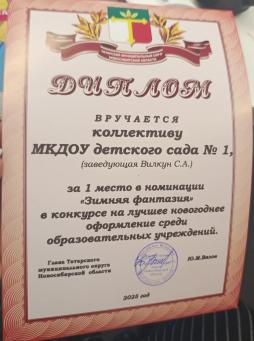 ДИПЛОМ
ВРУЧАЕТСЯ
коллективу
МКДОУ детского сада № 1,
(заведующая Вилкун С.А.)
за 1 место в номинации
«Зимняя фантазия»
в конкурсе на лучшее новогоднее
оформление среди
образовательных учреждений.
Глава Татарского
муниципального округа
Новосибирской области
Ю.М.Вязов
2025 год